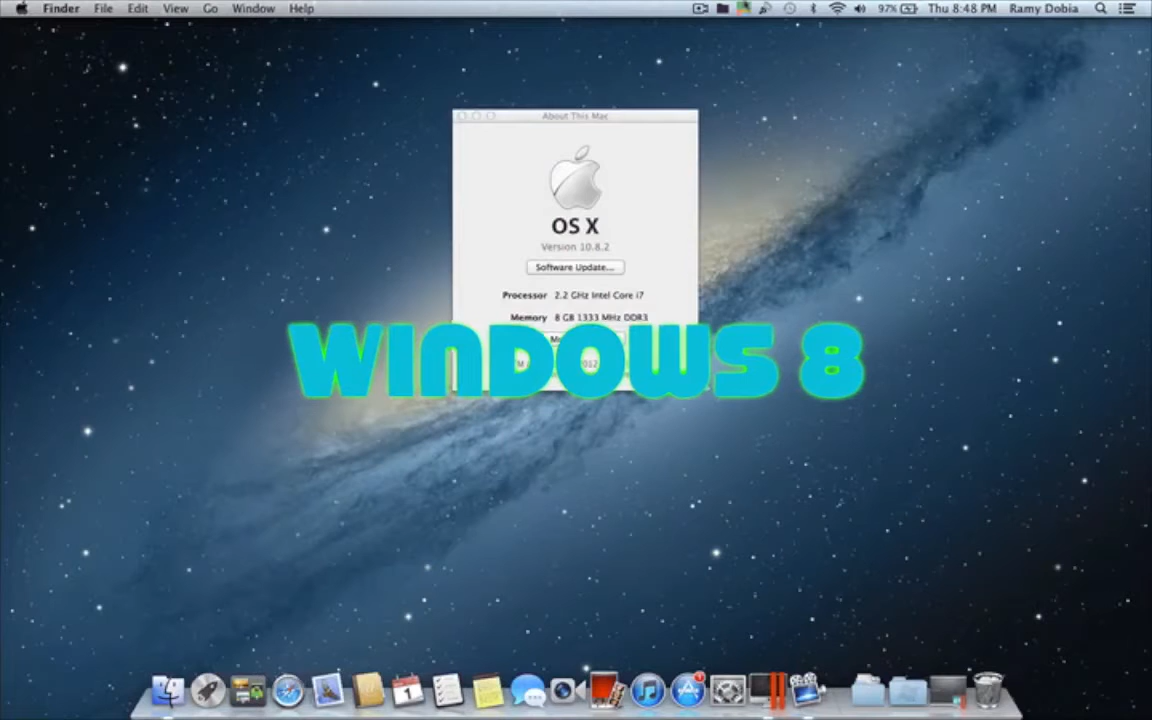 Finder File Edit View Go Window Help 97% Thu 8:48 PM Ramy Dobia
About This Mac
OS X
Version 10.8.2
Software Update...
Processor 2.2 GHz Intel Core i7
Memory 8 GB 1333 MHz DDR3
WINDOWS 8
1
1